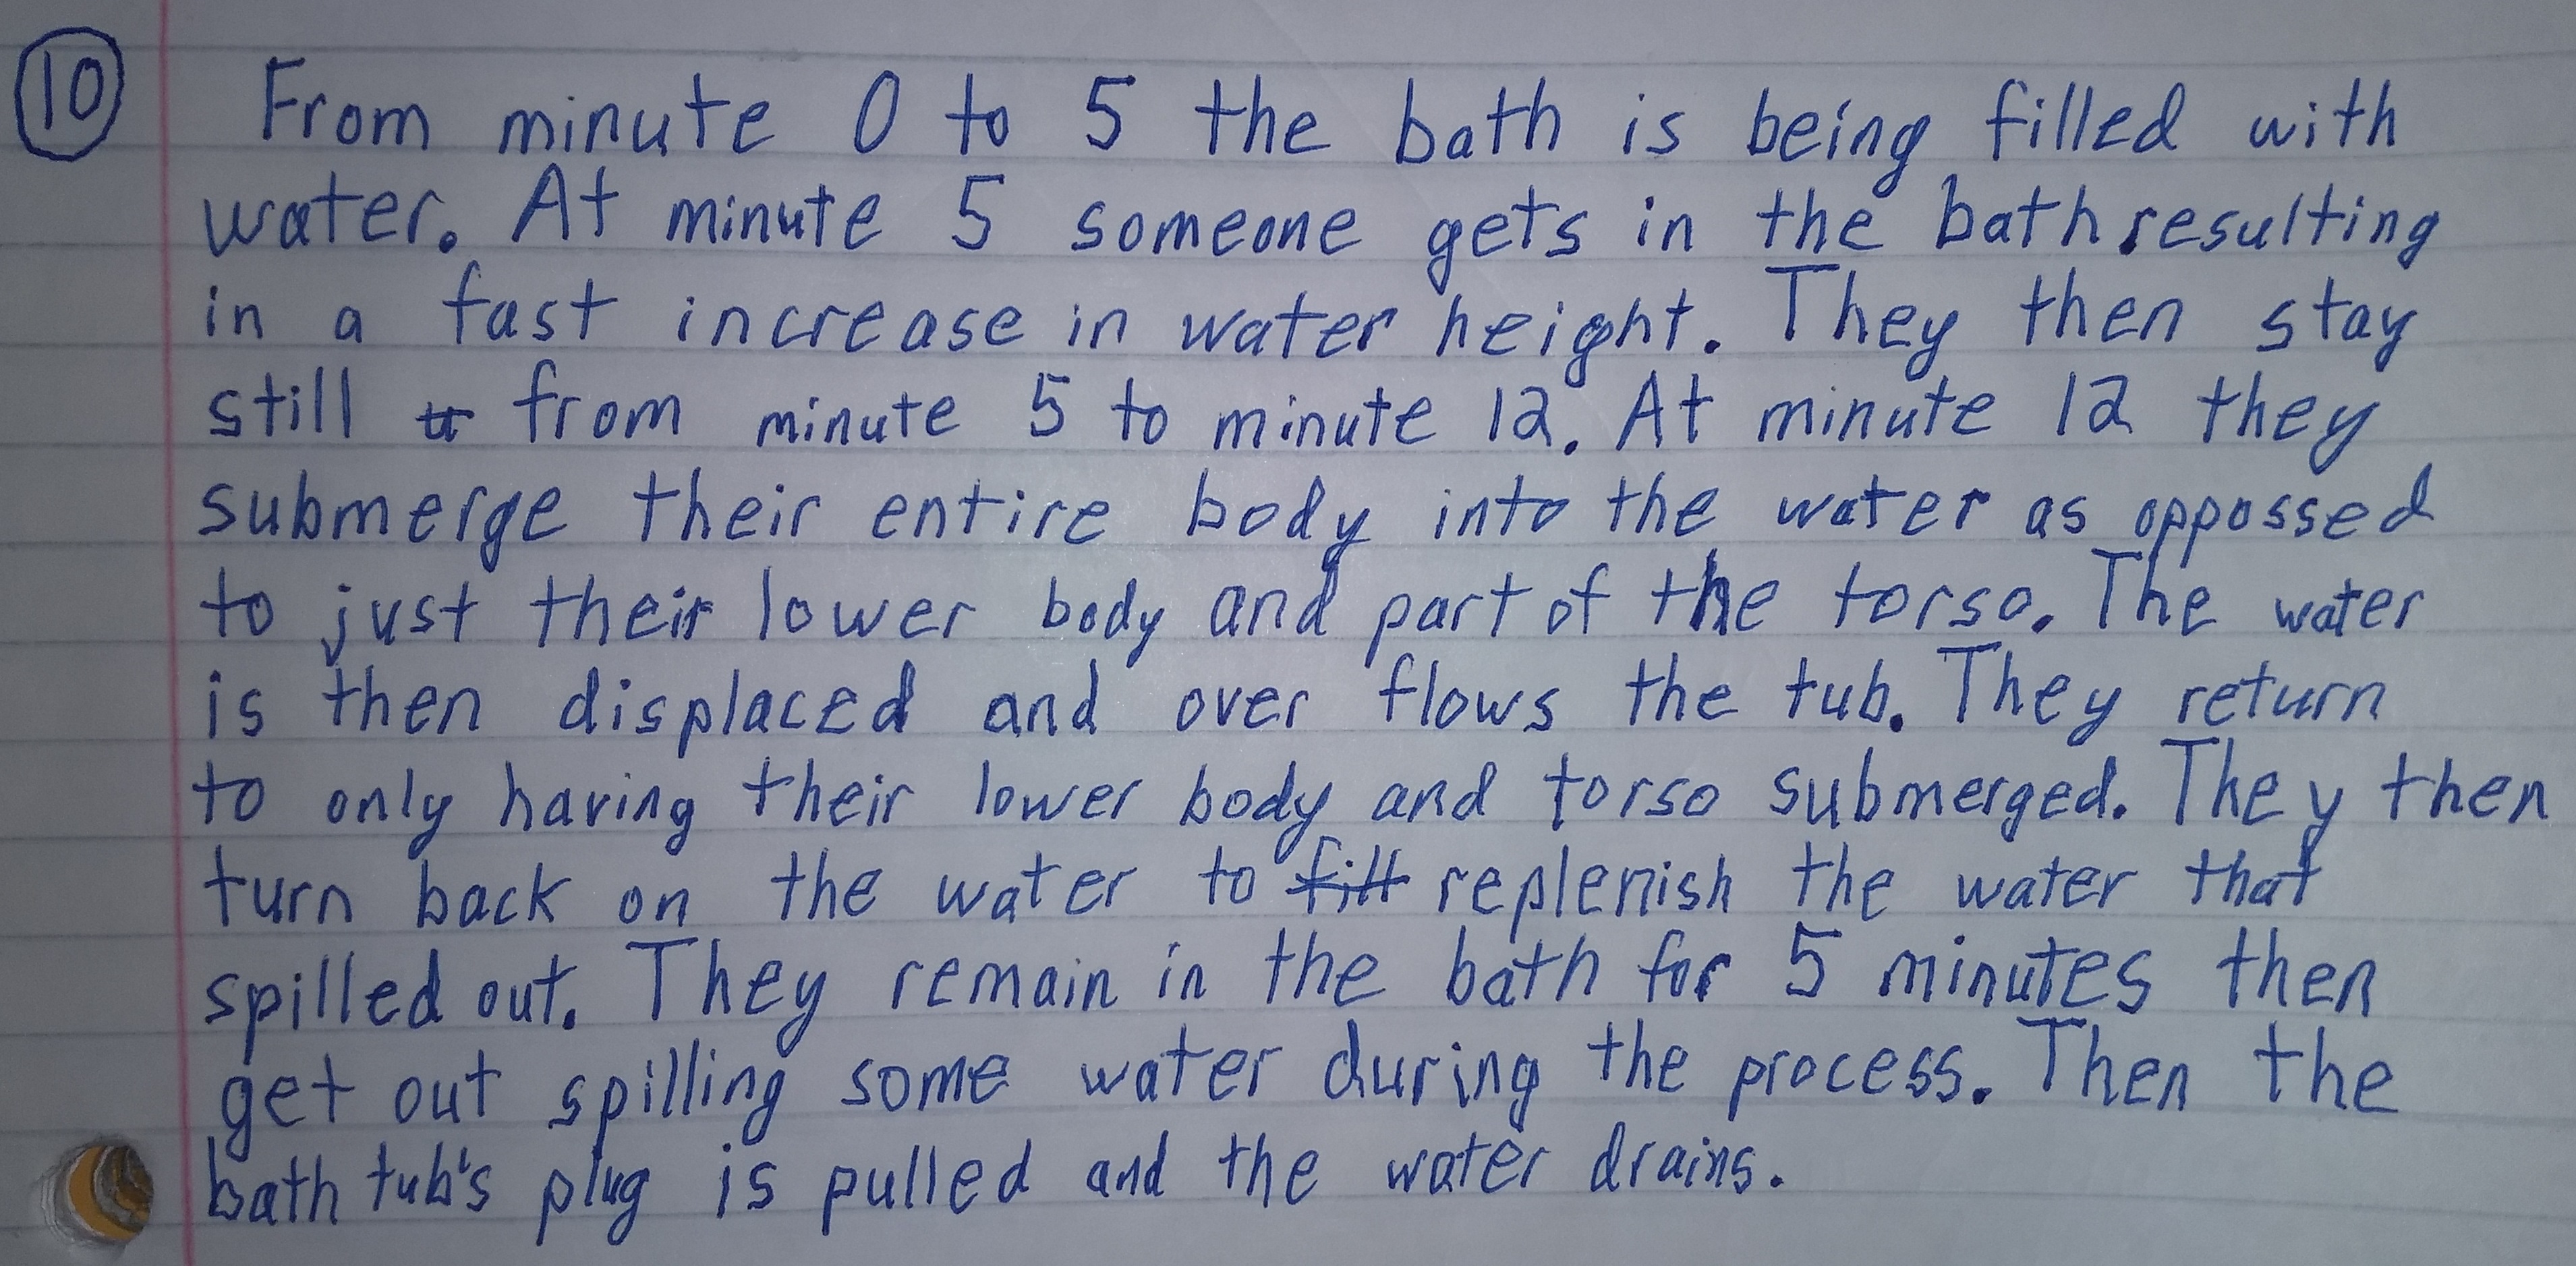 10 From minute 0 to 5 the bath is being filled with
water. At minute 5 someone gets in the bath resulting
in a fast increase in water height. They then stay
still from minute 5 to minute 12. At minute 12 they
submerge their entire body into the water as oppossed
to just their lower body and part of the torso. The water
is then displaced and over flows the tub. They return
to only having their lower body and torso submerged. They then
turn back on the water to fill replenish the water that
spilled out. They remain in the bath for 5 minutes then
get out spilling some water during the process. Then the
bath tub's plug is pulled and the water drains.